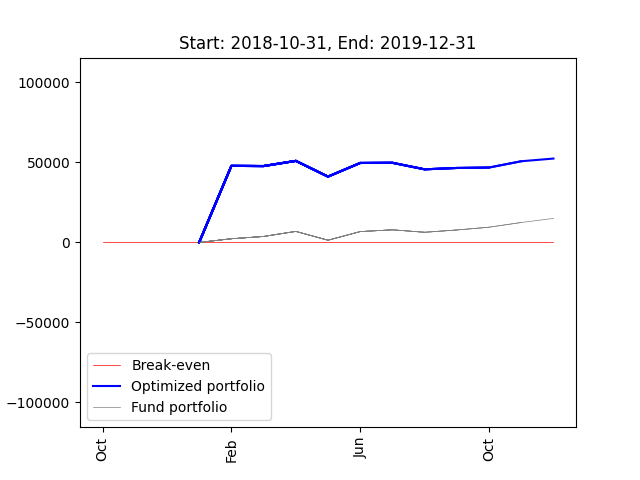 Start: 2018-10-31, End: 2019-12-31
100000
50000
0
−50000
−100000
Break-even
Optimized portfolio
Fund portfolio
Oct
Feb
Jun
Oct